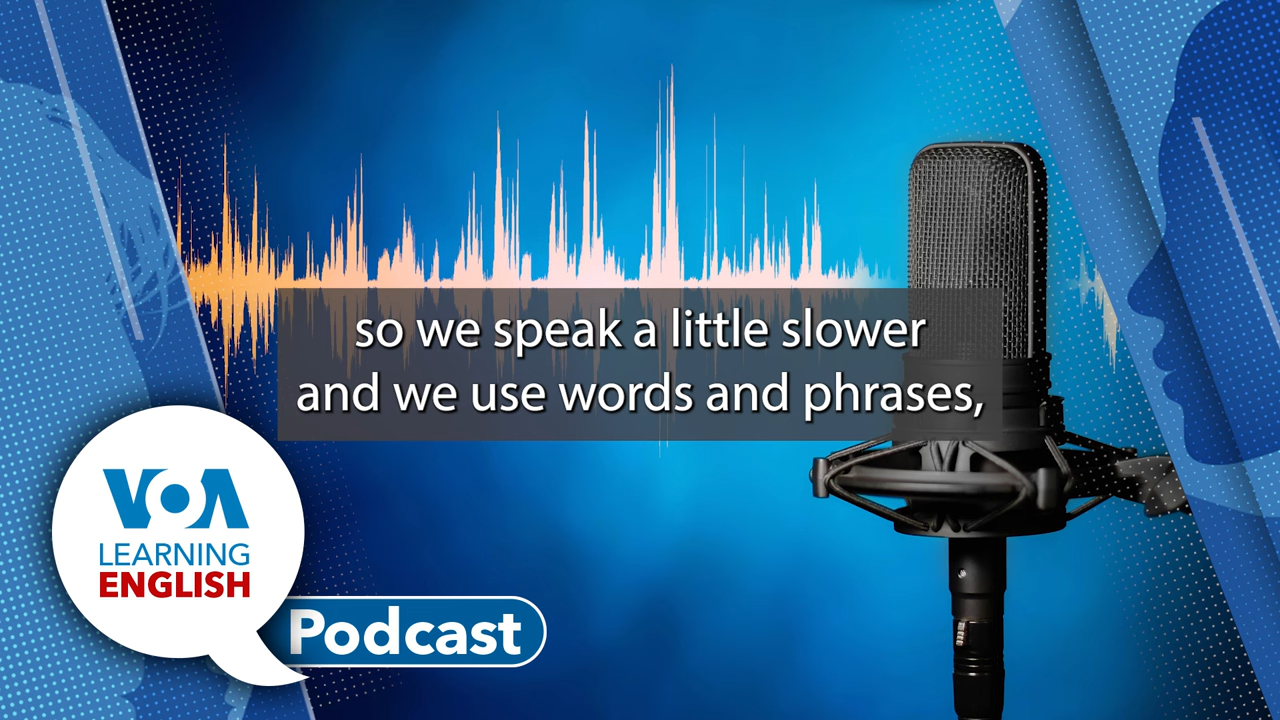 so we speak a little slower
and we use words and phrases,
VOA
LEARNING
ENGLISH
Podcast